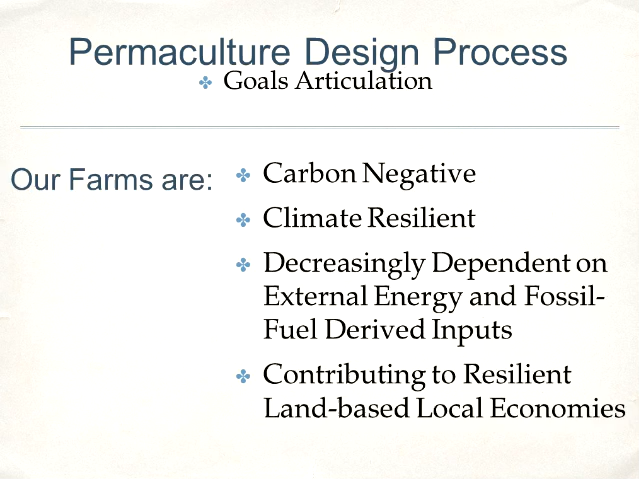 Permaculture Design Process
✤ Goals Articulation
Our Farms are:
✤ Carbon Negative
✤ Climate Resilient
✤ Decreasingly Dependent on
External Energy and Fossil-
Fuel Derived Inputs
✤ Contributing to Resilient
Land-based Local Economies